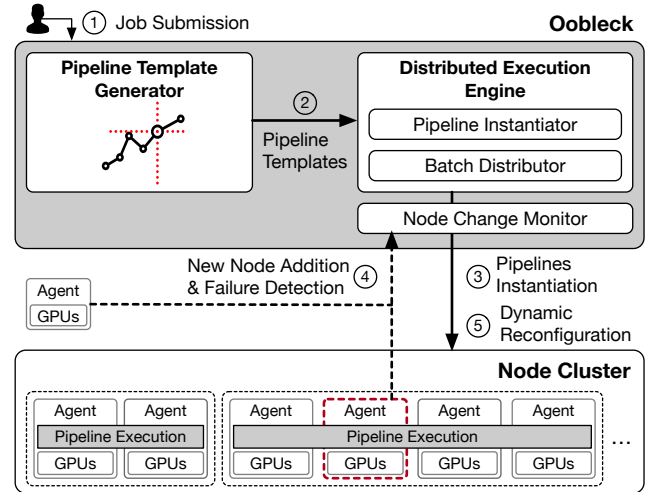 ① Job Submission
Oobleck
Pipeline Template
Generator
②
Pipeline
Templates
Distributed Execution
Engine
Pipeline Instantiator
Batch Distributor
Node Change Monitor
New Node Addition
& Failure Detection
④
③ Pipelines
Instantiation
⑤ Dynamic
Reconfiguration
Agent
GPUs
Node Cluster
Agent Agent Agent Agent Agent Agent
Pipeline Execution Pipeline Execution
GPUs GPUs GPUs GPUs GPUs GPUs
...